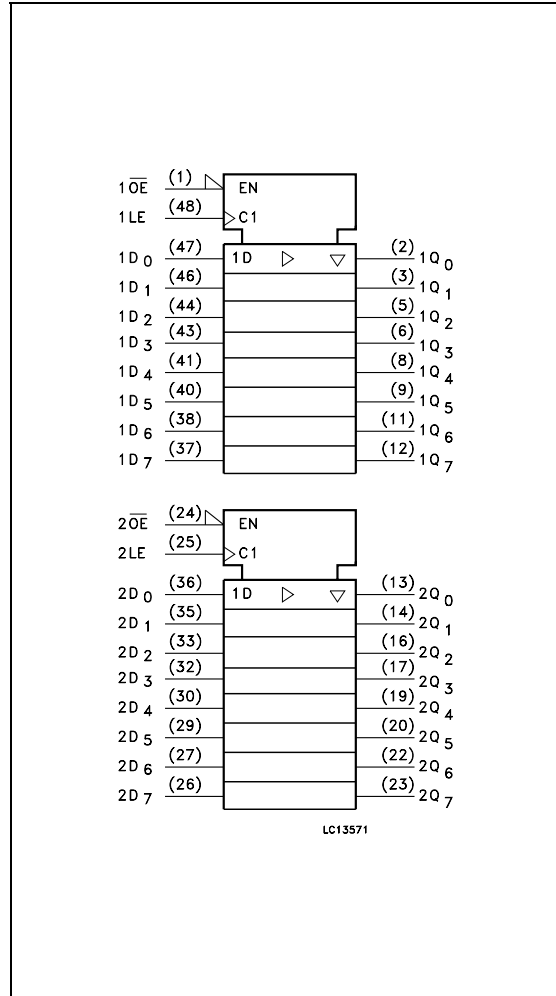 1OE (1) EN
1LE (48) C1
1D0 (47) 1D (2) 1Q0
1D1 (46) (3) 1Q1
1D2 (44) (5) 1Q2
1D3 (43) (6) 1Q3
1D4 (41) (8) 1Q4
1D5 (40) (9) 1Q5
1D6 (38) (11) 1Q6
1D7 (37) (12) 1Q7
2OE (24) EN
2LE (25) C1
2D0 (36) 1D (13) 2Q0
2D1 (35) (14) 2Q1
2D2 (33) (16) 2Q2
2D3 (32) (17) 2Q3
2D4 (30) (19) 2Q4
2D5 (29) (20) 2Q5
2D6 (27) (22) 2Q6
2D7 (26) (23) 2Q7
LC13571